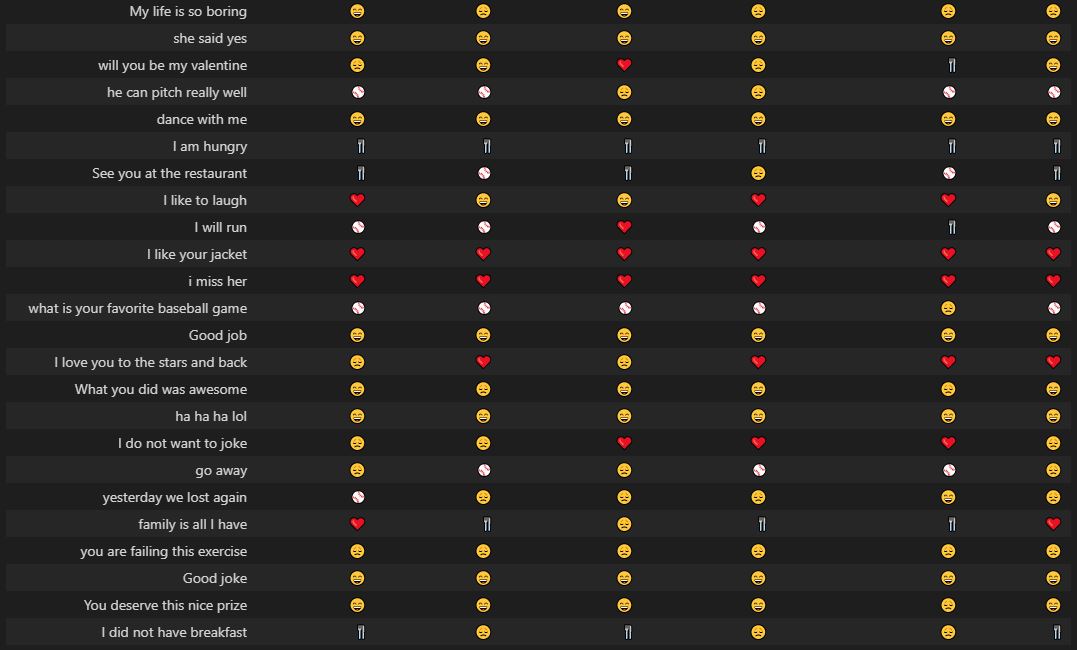 My life is so boring 😄 😔 😄 😔 😔 😔
she said yes 😄 😄 😄 😄 😄 😄
will you be my valentine 😔 😄 ❤️ 😔 🍴 😄
he can pitch really well ⚾ ⚾ 😔 😔 ⚾ ⚾
dance with me 😄 😄 😄 😄 😄 😄
I am hungry 🍴 🍴 🍴 🍴 🍴 🍴
See you at the restaurant 🍴 ⚾ 🍴 😔 ⚾ 🍴
I like to laugh ❤️ 😄 😄 ❤️ ❤️ 😄
I will run ⚾ ⚾ ❤️ ⚾ 🍴 ⚾
I like your jacket ❤️ ❤️ ❤️ ❤️ ❤️ ❤️
i miss her ❤️ ❤️ ❤️ ❤️ ❤️ ❤️
what is your favorite baseball game ⚾ ⚾ ⚾ ⚾ 😔 ⚾
Good job 😄 😄 😄 😄 😄 😄
I love you to the stars and back 😔 ❤️ 😔 ❤️ ❤️ ❤️
What you did was awesome 😄 😔 😄 😄 😔 😄
ha ha ha lol 😄 😄 😄 😄 😄 😄
I do not want to joke 😔 😔 ❤️ ❤️ ❤️ 😔
go away 😔 ⚾ 😔 ⚾ ⚾ 😔
yesterday we lost again ⚾ 😔 😔 😔 😄 😔
family is all I have ❤️ 🍴 😔 🍴 🍴 ❤️
you are failing this exercise 😔 😔 😔 😔 😔 😔
Good joke 😄 😄 😄 😄 😄 😄
You deserve this nice prize 😄 😄 😄 😄 😔 😄
I did not have breakfast 🍴 😔 🍴 😔 😔 🍴